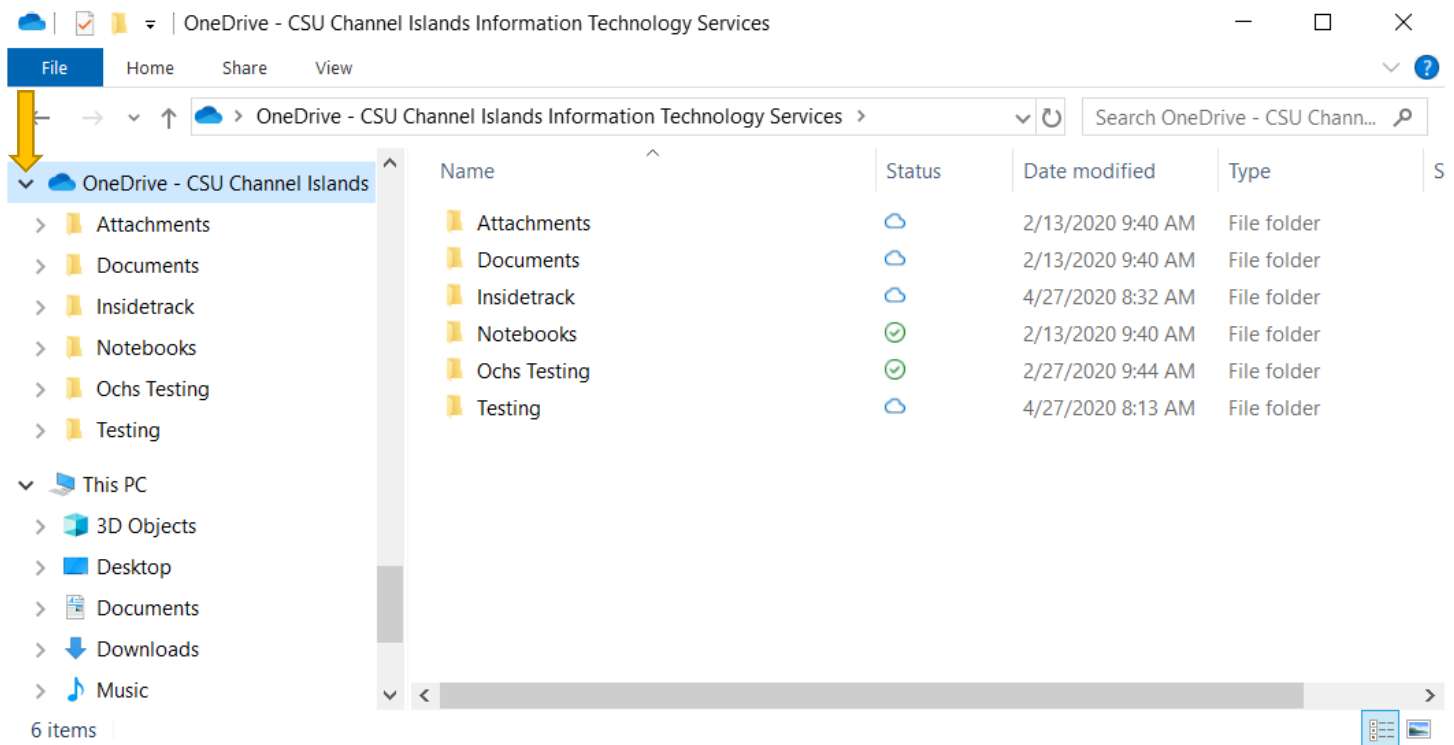 OneDrive - CSU Channel Islands Information Technology Services
File Home Share View
?
OneDrive - CSU Channel Islands Information Technology Services
Search OneDrive - CSU Chann...
OneDrive - CSU Channel Islands
Attachments
Documents
Insidetrack
Notebooks
Ochs Testing
Testing
This PC
3D Objects
Desktop
Documents
Downloads
Music
Name Status Date modified Type S
Attachments 2/13/2020 9:40 AM File folder
Documents 2/13/2020 9:40 AM File folder
Insidetrack 4/27/2020 8:32 AM File folder
Notebooks 2/13/2020 9:40 AM File folder
Ochs Testing 2/27/2020 9:44 AM File folder
Testing 4/27/2020 8:13 AM File folder
6 items